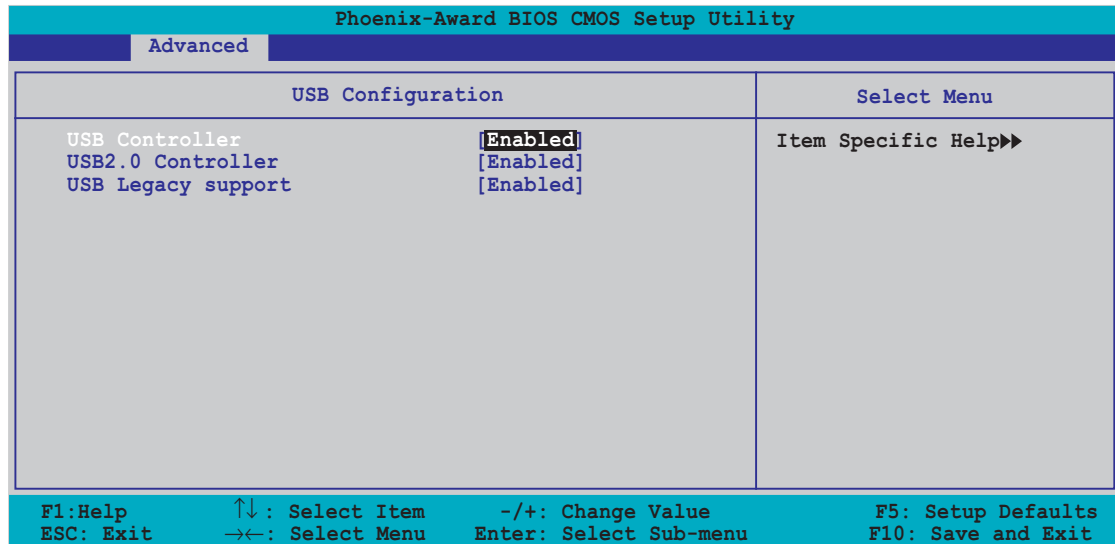 Phoenix-Award BIOS CMOS Setup Utility
Advanced
USB Configuration
Select Menu
USB Controller [Enabled]
USB2.0 Controller [Enabled]
USB Legacy support [Enabled]
Item Specific Help▶▶
F1:Help ↑↓: Select Item -/+: Change Value F5: Setup Defaults
ESC: Exit →←: Select Menu Enter: Select Sub-menu F10: Save and Exit